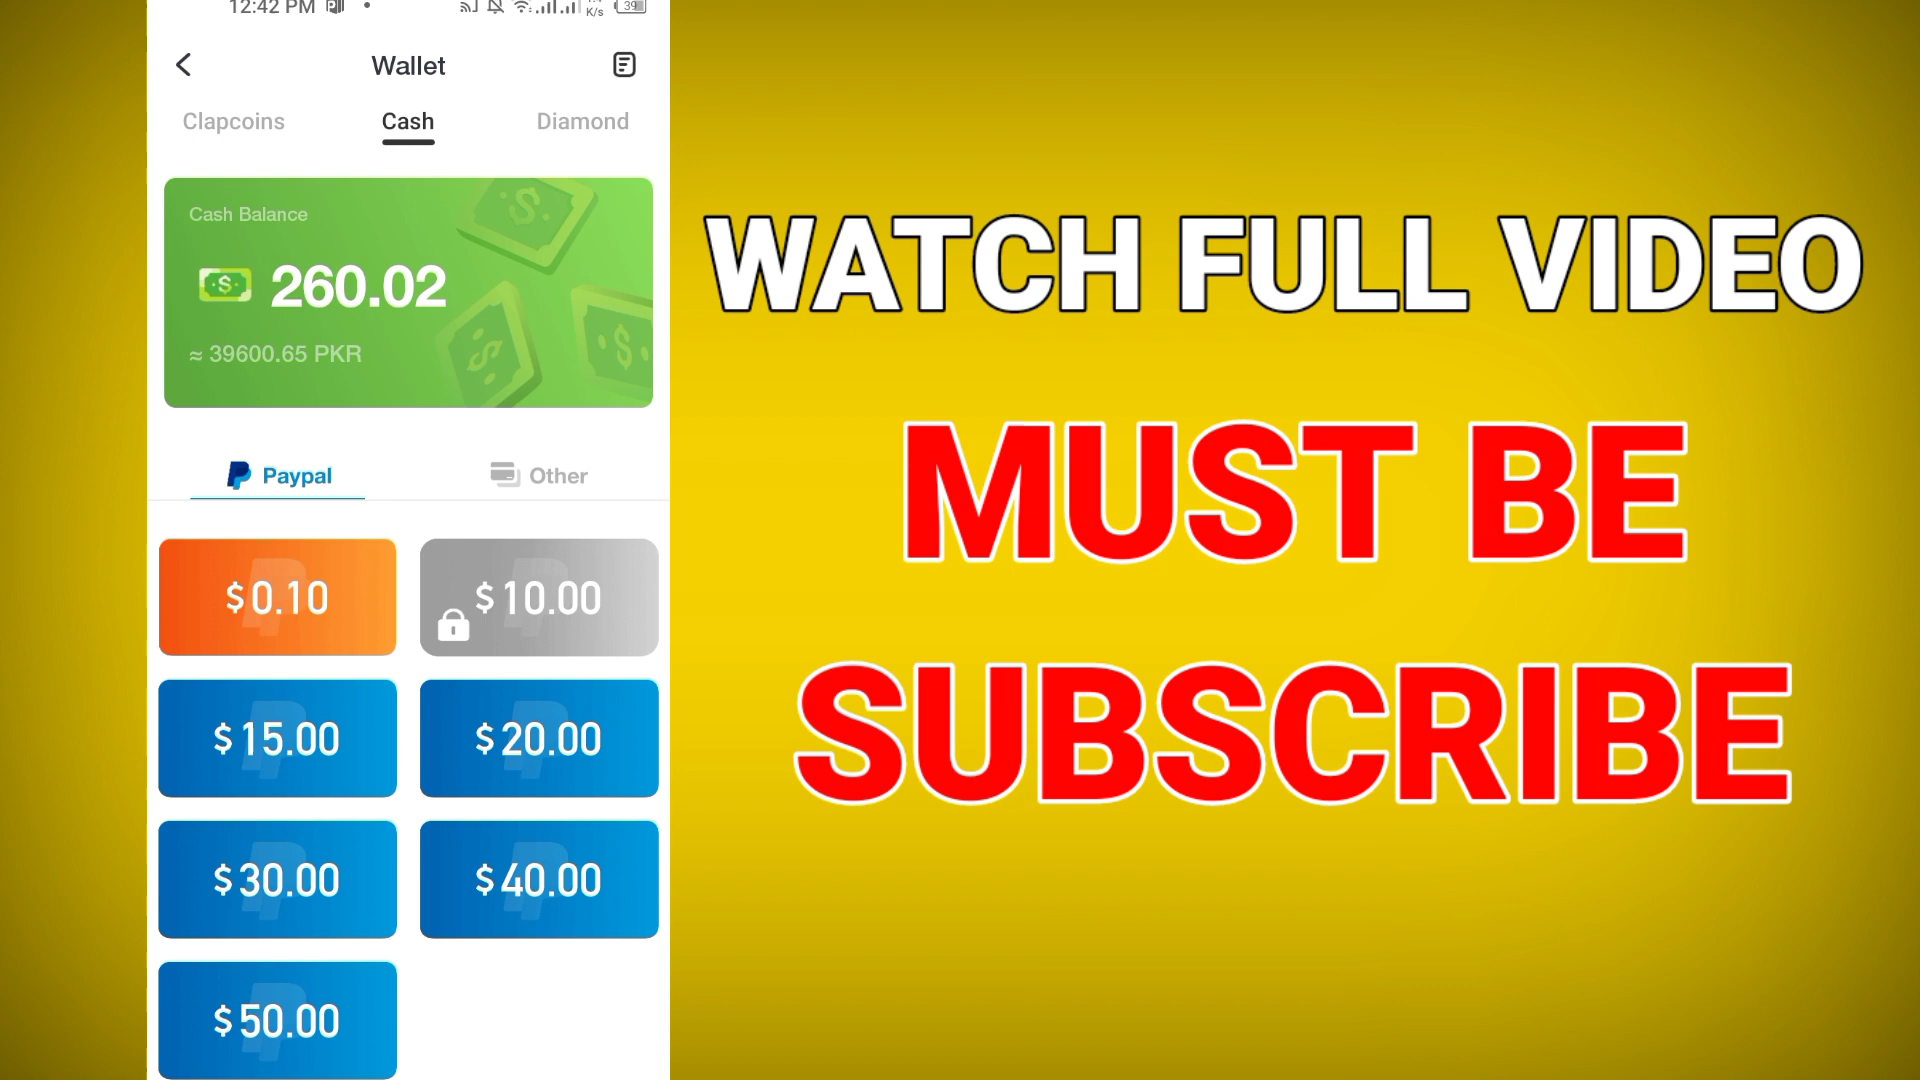 12:42 PM
K/s
39
Wallet
Clapcoins
Cash
Diamond
Cash Balance
260.02
≈ 39600.65 PKR
Paypal
Other
$ 0.10
$ 10.00
$ 15.00
$ 20.00
$ 30.00
$ 40.00
$ 50.00
WATCH FULL VIDEO
MUST BE
SUBSCRIBE